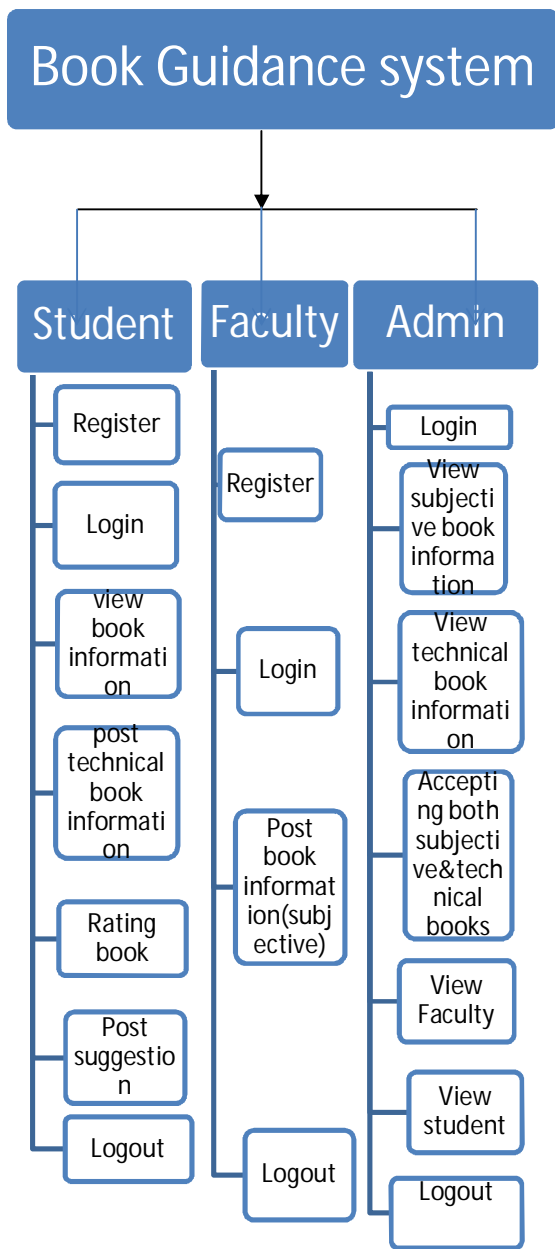 Book Guidance system
Student
Faculty
Admin
Register
Login
view
book
informati
on
post
technical
book
informati
on
Rating
book
Post
suggestio
n
Logout
Register
Login
Post
book
informat
ion(subj
ective)
Logout
Login
View
subjecti
ve book
informa
tion
View
technical
book
informati
on
Accepti
ng both
subjecti
ve&tech
nical
books
View
Faculty
View
student
Logout